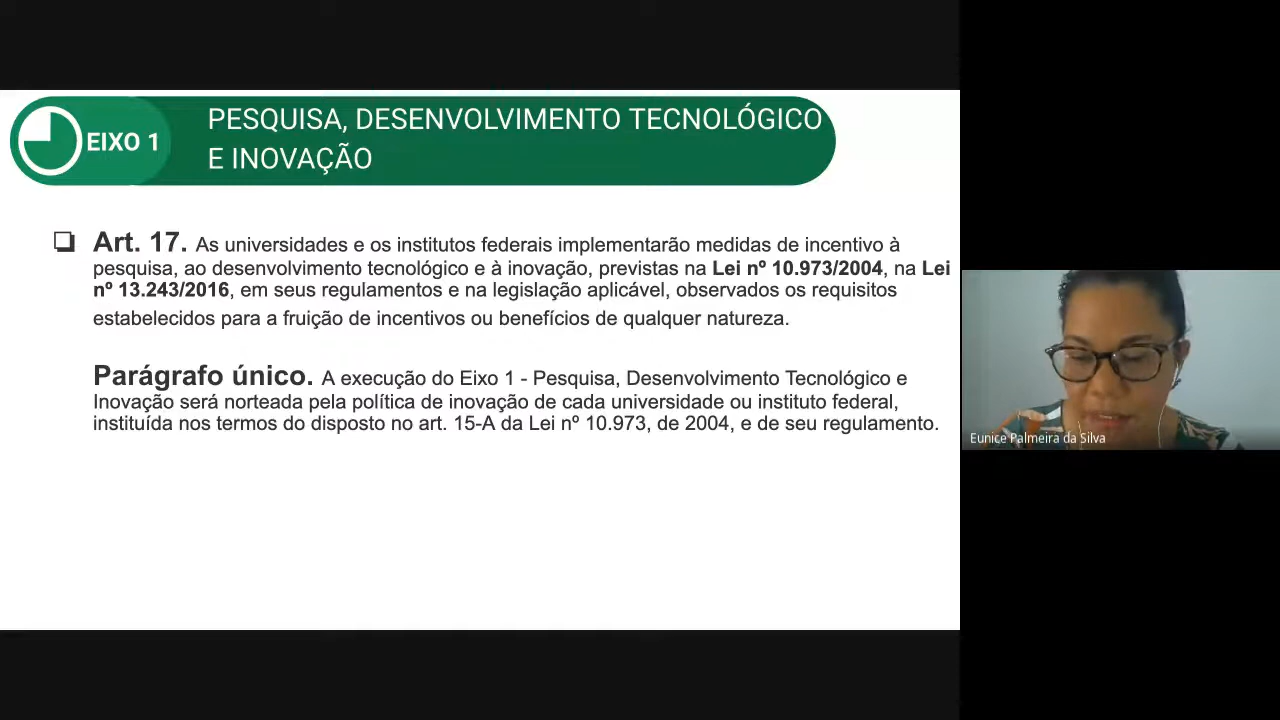 EIXO 1
PESQUISA, DESENVOLVIMENTO TECNOLÓGICO
E INOVAÇÃO
❏ Art. 17. As universidades e os institutos federais implementarão medidas de incentivo à
pesquisa, ao desenvolvimento tecnológico e à inovação, previstas na Lei nº 10.973/2004, na Lei
nº 13.243/2016, em seus regulamentos e na legislação aplicável, observados os requisitos
estabelecidos para a fruição de incentivos ou benefícios de qualquer natureza.
Parágrafo único. A execução do Eixo 1 - Pesquisa, Desenvolvimento Tecnológico e
Inovação será norteada pela política de inovação de cada universidade ou instituto federal,
instituída nos termos do disposto no art. 15-A da Lei nº 10.973, de 2004, e de seu regulamento.
Eunice Palmeira da Silva